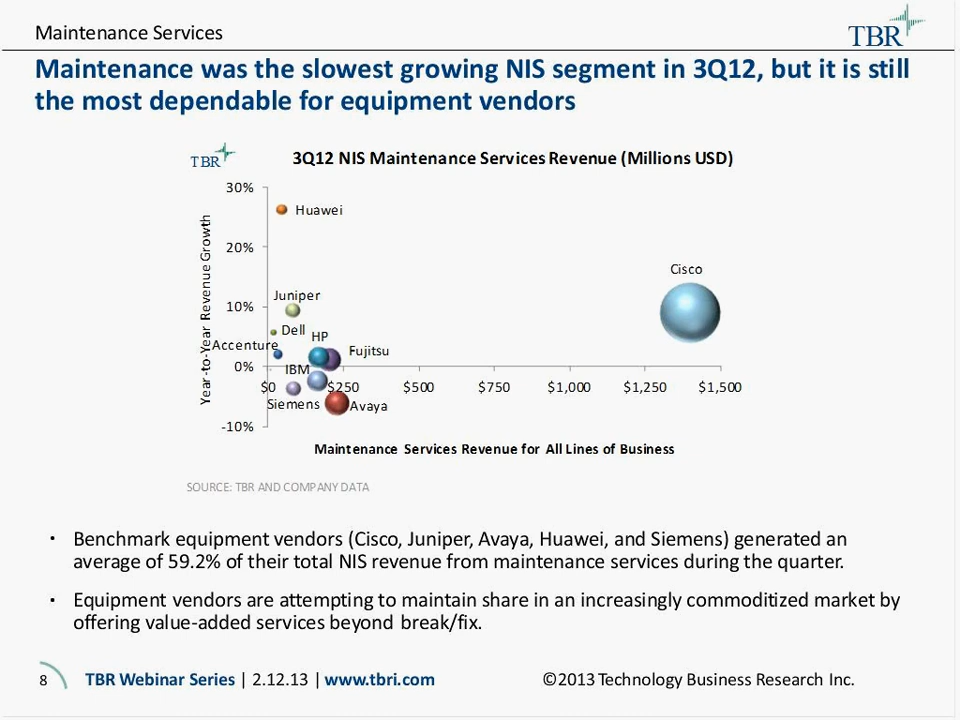 Maintenance Services
TBR
Maintenance was the slowest growing NIS segment in 3Q12, but it is still
the most dependable for equipment vendors
TBR
3Q12 NIS Maintenance Services Revenue (Millions USD)
Year-to-Year Revenue Growth
30%
20%
10%
0%
-10%
Huawei
Cisco
Juniper
Dell
HP
Accenture
Fujitsu
IBM
$0
$250
$500
$750
$1,000
$1,250
$1,500
Siemens
Avaya
Maintenance Services Revenue for All Lines of Business
SOURCE: TBR AND COMPANY DATA
• Benchmark equipment vendors (Cisco, Juniper, Avaya, Huawei, and Siemens) generated an
average of 59.2% of their total NIS revenue from maintenance services during the quarter.
• Equipment vendors are attempting to maintain share in an increasingly commoditized market by
offering value-added services beyond break/fix.
8
TBR Webinar Series | 2.12.13 | www.tbri.com
©2013 Technology Business Research Inc.